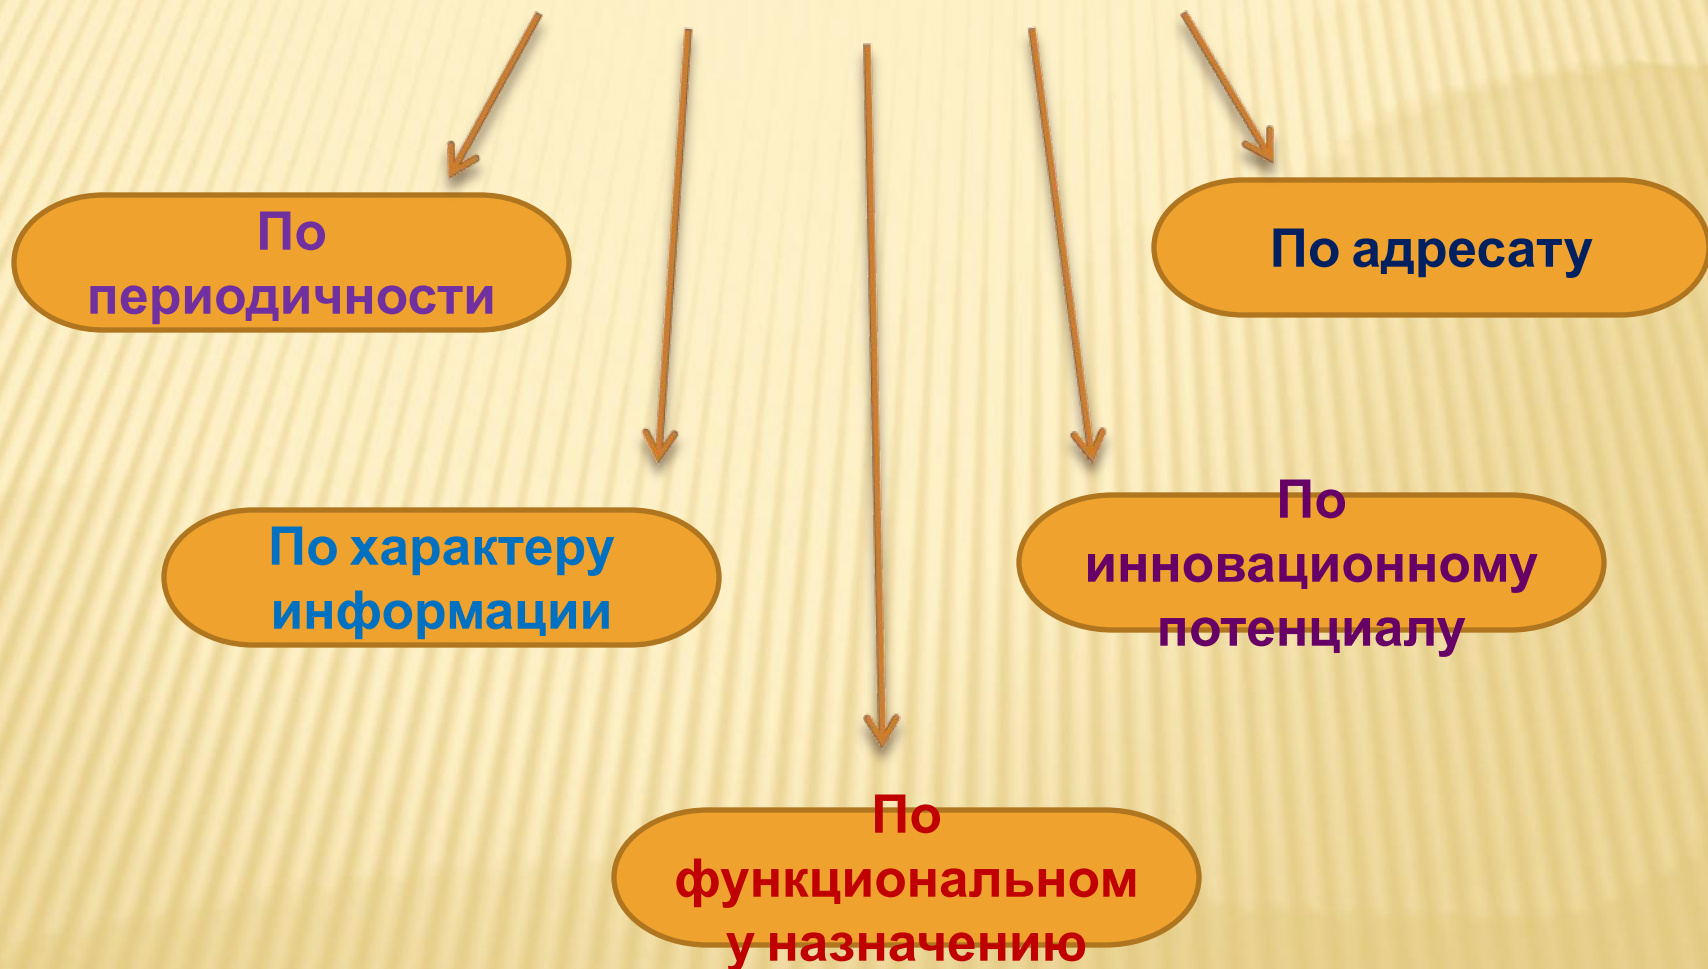 По
периодичности
По адресату
По характеру
информации
По
инновационному
потенциалу
По
функциональном
у назначению